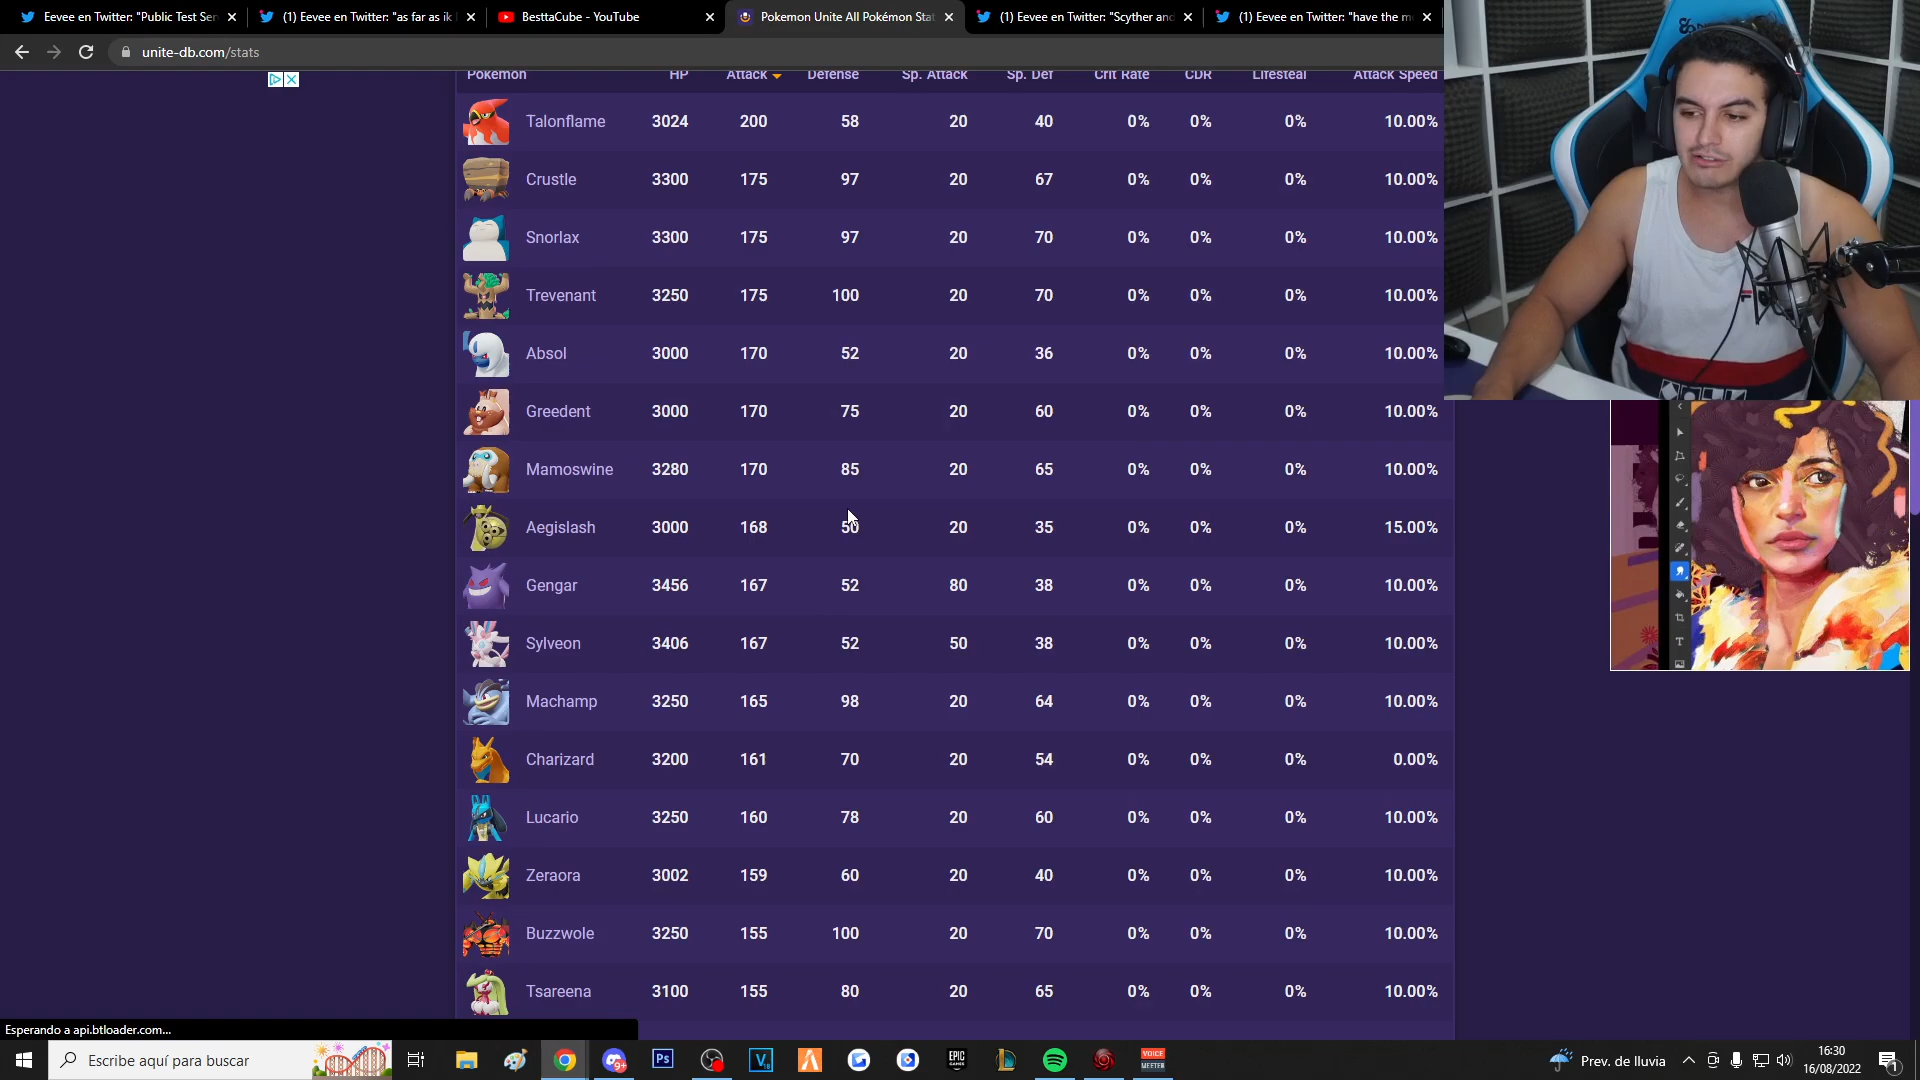 Eevee en Twitter: "Public Test Ser
(1) Eevee en Twitter: "as far as ik
BesttaCube - YouTube
Pokemon Unite All Pokémon Stat
(1) Eevee en Twitter: "Scyther and
(1) Eevee en Twitter: "have the m
unite-db.com/stats
Pokemon HP Attack Defense Sp. Attack Sp. Def Crit Rate CDR Lifesteal Attack Speed
Talonflame 3024 200 58 20 40 0% 0% 0% 10.00%
Crustle 3300 175 97 20 67 0% 0% 0% 10.00%
Snorlax 3300 175 97 20 70 0% 0% 0% 10.00%
Trevenant 3250 175 100 20 70 0% 0% 0% 10.00%
Absol 3000 170 52 20 36 0% 0% 0% 10.00%
Greedent 3000 170 75 20 60 0% 0% 0% 10.00%
Mamoswine 3280 170 85 20 65 0% 0% 0% 10.00%
Aegislash 3000 168 50 20 35 0% 0% 0% 15.00%
Gengar 3456 167 52 80 38 0% 0% 0% 10.00%
Sylveon 3406 167 52 50 38 0% 0% 0% 10.00%
Machamp 3250 165 98 20 64 0% 0% 0% 10.00%
Charizard 3200 161 70 20 54 0% 0% 0% 0.00%
Lucario 3250 160 78 20 60 0% 0% 0% 10.00%
Zeraora 3002 159 60 20 40 0% 0% 0% 10.00%
Buzzwole 3250 155 100 20 70 0% 0% 0% 10.00%
Tsareena 3100 155 80 20 65 0% 0% 0% 10.00%
Esperando a api.btloader.com...
Escribe aquí para buscar
9+
Ps
EPIC GAMES
VOICE MEETER
Prev. de lluvia
16:30
16/08/2022
1